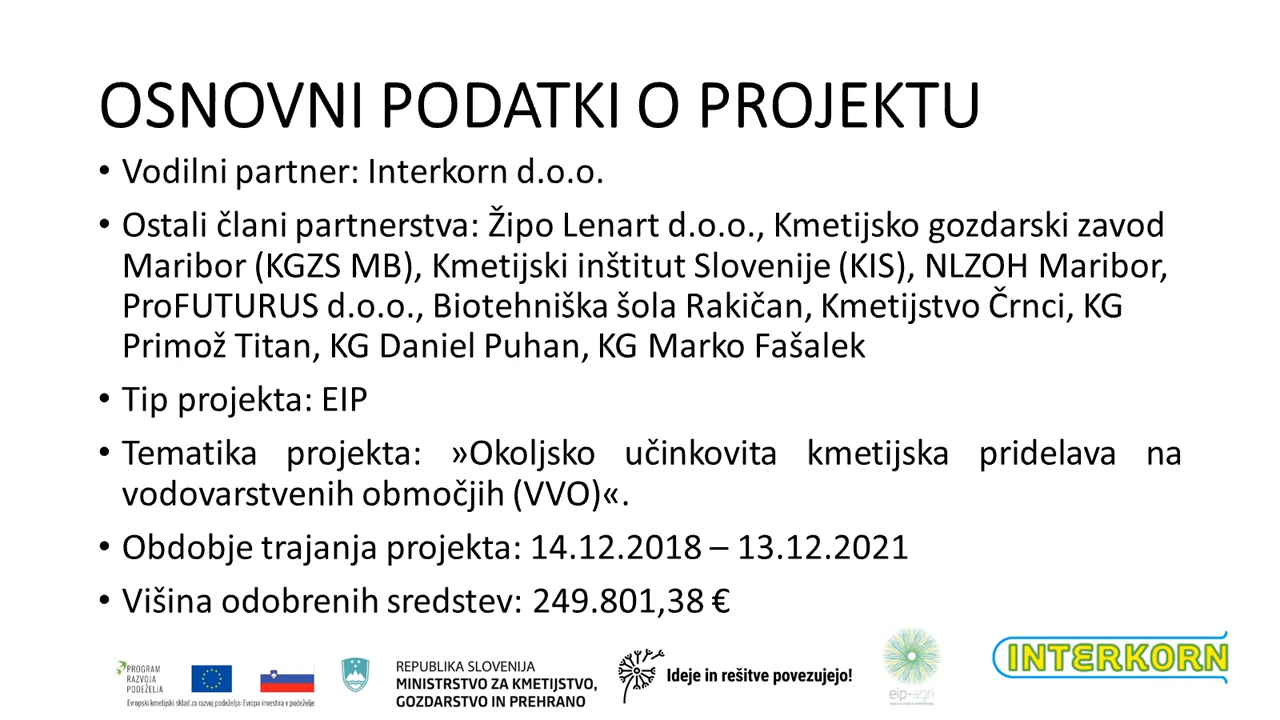 OSNOVNI PODATKI O PROJEKTU
• Vodilni partner: Interkorn d.o.o.
• Ostali člani partnerstva: Žipo Lenart d.o.o., Kmetijsko gozdarski zavod
Maribor (KGZS MB), Kmetijski inštitut Slovenije (KIS), NLZOH Maribor,
ProFUTURUS d.o.o., Biotehniška šola Rakičan, Kmetijstvo Črnci, KG
Primož Titan, KG Daniel Puhan, KG Marko Fašalek
• Tip projekta: EIP
• Tematika projekta: »Okoljsko učinkovita kmetijska pridelava na
vodovarstvenih območjih (VVO)«.
• Obdobje trajanja projekta: 14.12.2018 – 13.12.2021
• Višina odobrenih sredstev: 249.801,38 €
PROGRAM
RAZVOJA
PODEŽELJA
Evropski kmetijski sklad za razvoj podeželja: Evropa investira v podeželje
REPUBLIKA SLOVENIJA
MINISTRSTVO ZA KMETIJSTVO,
GOZDARSTVO IN PREHRANO
Ideje in rešitve povezujejo!
eip-agri
INTERKORN